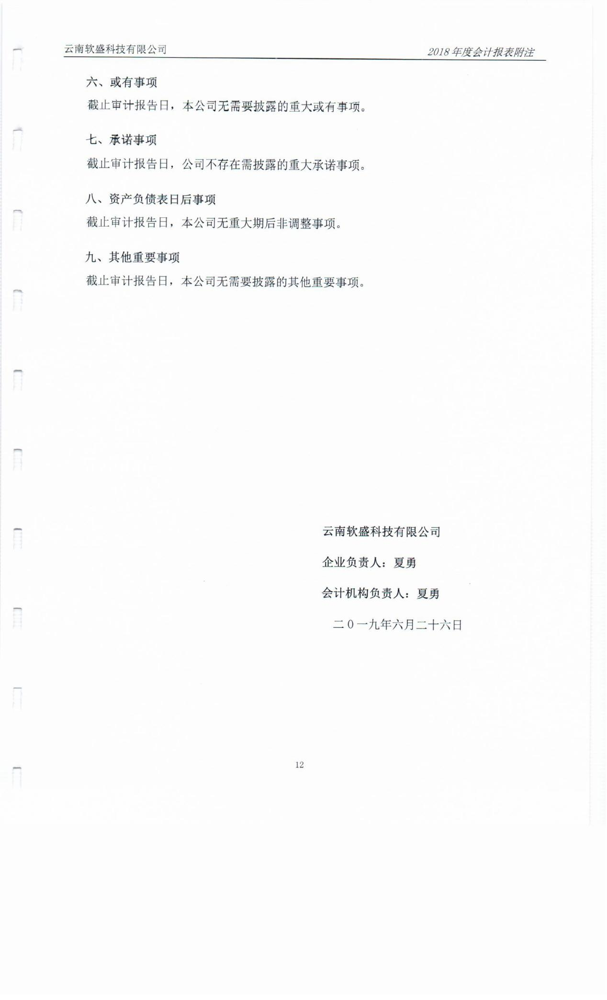 云南软盛科技有限公司
2018年度会计报表附注
六、或有事项
截止审计报告日，本公司无需要披露的重大或有事项。
七、承诺事项
截止审计报告日，公司不存在需披露的重大承诺事项。
八、资产负债表日后事项
截止审计报告日，本公司无重大期后非调整事项。
九、其他重要事项
截止审计报告日，本公司无需要披露的其他重要事项。
云南软盛科技有限公司
企业负责人：夏勇
会计机构负责人：夏勇
二0一九年六月二十六日
12